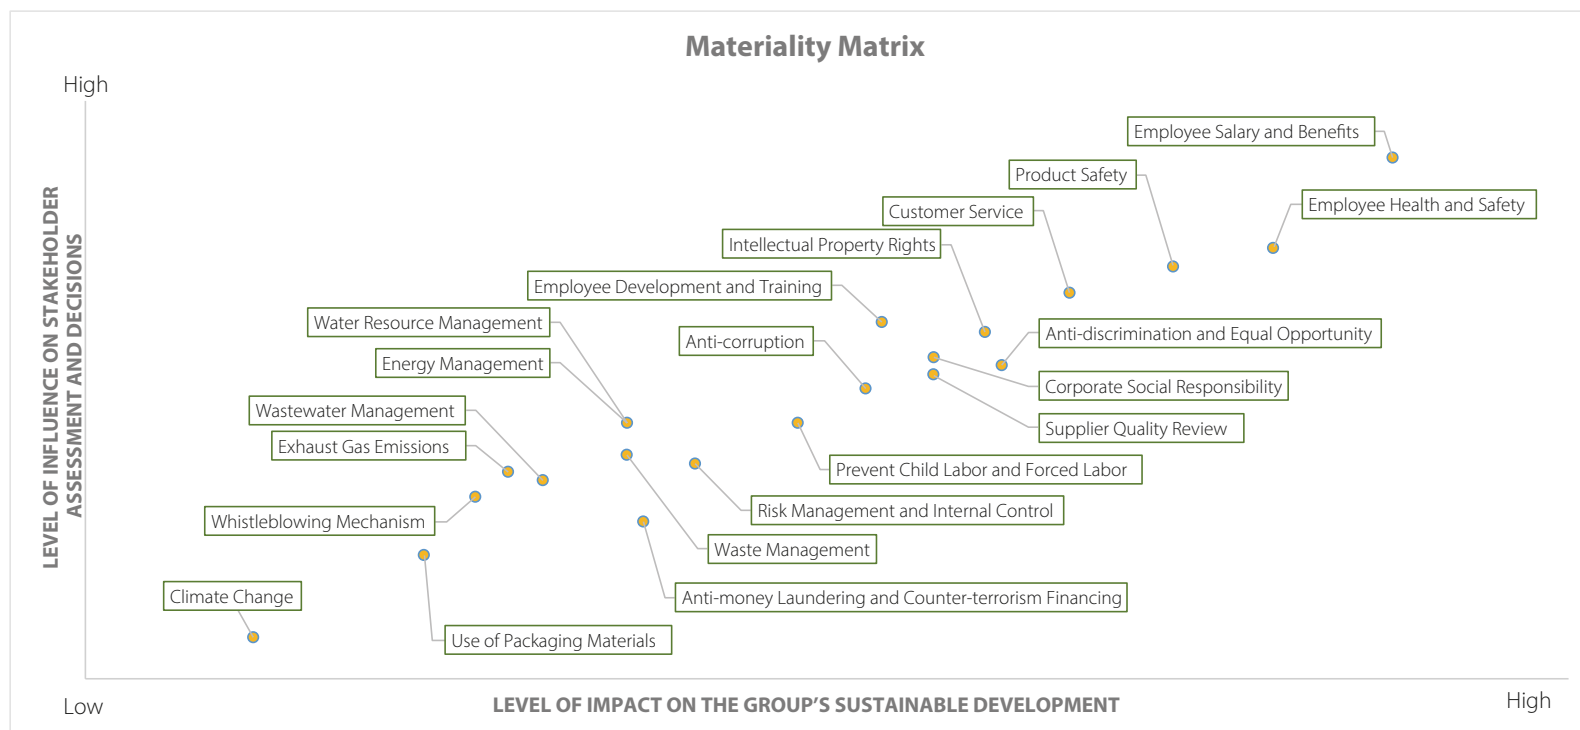 Materiality Matrix
High
LEVEL OF INFLUENCE ON STAKEHOLDER
ASSESSMENT AND DECISIONS
Employee Salary and Benefits
Product Safety
Employee Health and Safety
Customer Service
Intellectual Property Rights
Employee Development and Training
Water Resource Management
Anti-corruption
Anti-discrimination and Equal Opportunity
Energy Management
Corporate Social Responsibility
Wastewater Management
Supplier Quality Review
Exhaust Gas Emissions
Prevent Child Labor and Forced Labor
Risk Management and Internal Control
Whistleblowing Mechanism
Waste Management
Climate Change
Anti-money Laundering and Counter-terrorism Financing
Use of Packaging Materials
Low
LEVEL OF IMPACT ON THE GROUP’S SUSTAINABLE DEVELOPMENT
High